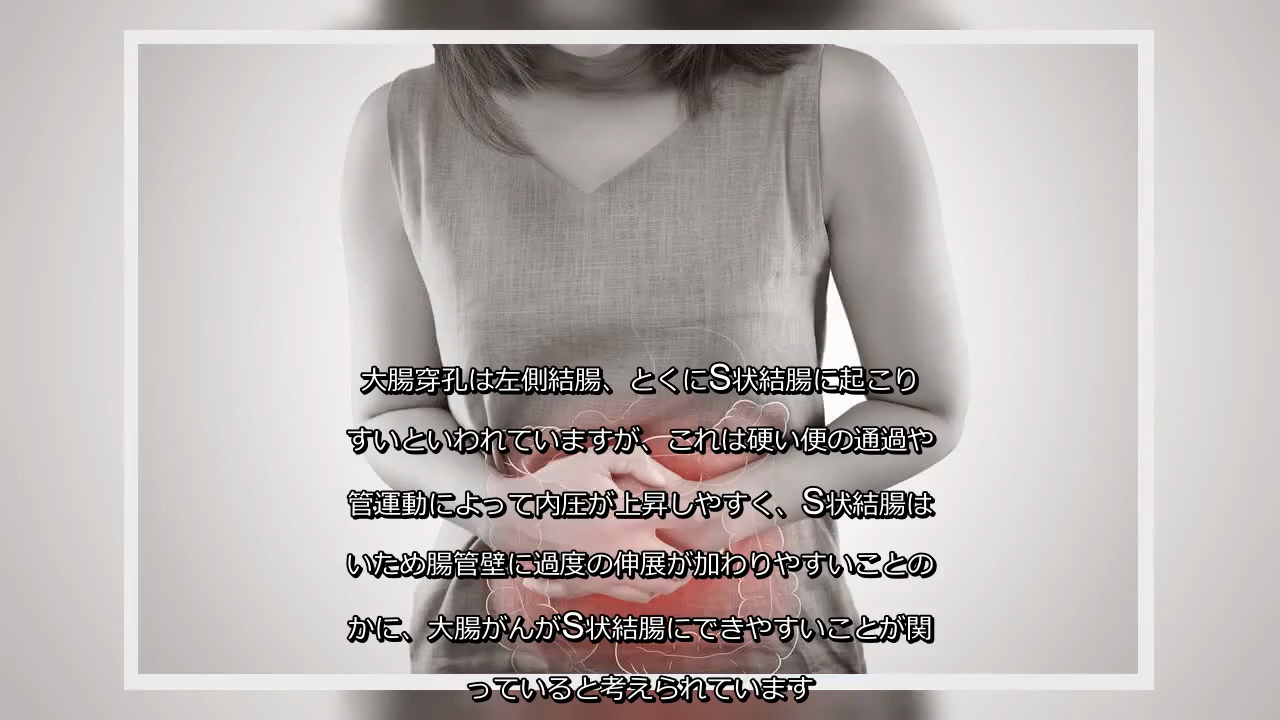 大腸穿孔は左側結腸、とくにS状結腸に起こり
すいといわれていますが、これは硬い便の通過や
管運動によって内圧が上昇しやすく、S状結腸は
いため腸管壁に過度の伸展が加わりやすいことの
かに、大腸がんがS状結腸にできやすいことが関
っていると考えられています